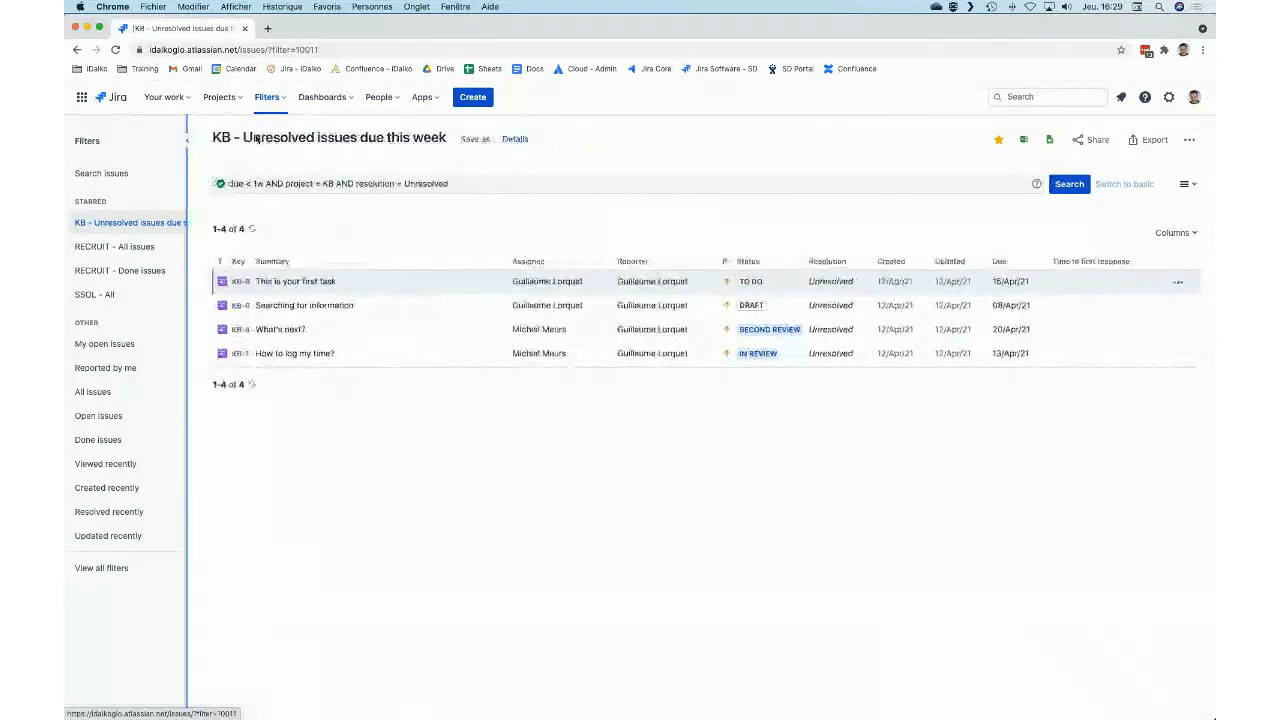 Chrome Fichier Modifier Afficher Historique Favoris Personnes Onglet Fenêtre Aide Jeu. 16:29
[KB - Unresolved issues due t
idalkoglo.atlassian.net/issues/?filter=10011
iDalko Training Gmail Calendar Jira - iDalko Confluence - iDalko Drive Sheets Docs Cloud - Admin Jira Core Jira Software - SD SD Portal Confluence
Jira Your work Projects Filters Dashboards People Apps Create Search
Filters
Search issues
STARRED
KB - Unresolved issues due
RECRUIT - All issues
RECRUIT - Done issues
SSOL - All
OTHER
My open issues
Reported by me
All issues
Open issues
Done issues
Viewed recently
Created recently
Resolved recently
Updated recently
View all filters
KB - Unresolved issues due this week Save as Details Share Export
due < 1w AND project = KB AND resolution = Unresolved Search Switch to basic
1-4 of 4
Columns
T Key Summary Assignee Reporter P Status Resolution Created Updated Due Time to first response
This is your first task Guillaume Lorquet Guillaume Lorquet TO DO Unresolved 12/Apr/21 12/Apr/21 16/Apr/21
Searching for information Guillaume Lorquet Guillaume Lorquet DRAFT Unresolved 12/Apr/21 12/Apr/21 08/Apr/21
What's next? Michael Meurs Guillaume Lorquet SECOND REVIEW Unresolved 12/Apr/21 12/Apr/21 20/Apr/21
How to log my time? Michael Meurs Guillaume Lorquet IN REVIEW Unresolved 12/Apr/21 12/Apr/21 13/Apr/21
1-4 of 4
https://idalkoglo.atlassian.net/issues/?filter=10011